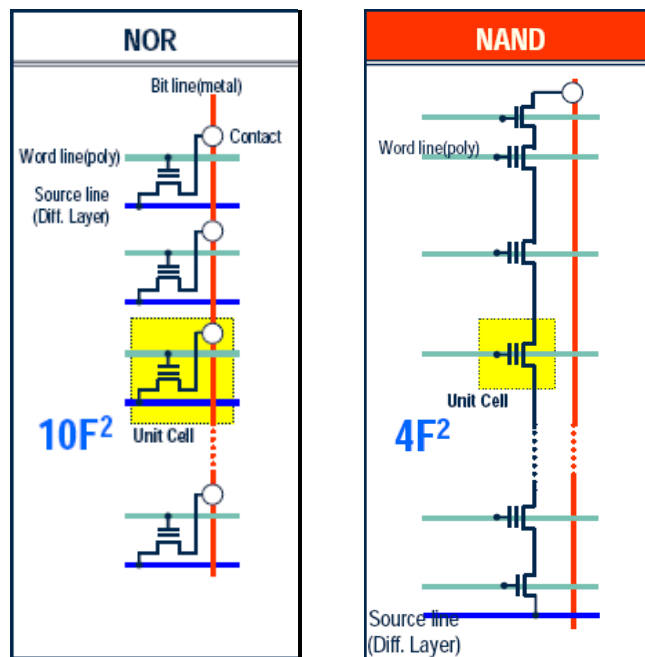 NOR
Bit line(metal)
Contact
Word line(poly)
Source line
(Diff. Layer)
10F²
Unit Cell
NAND
Word line(poly)
Unit Cell
4F²
Source line
(Diff. Layer)